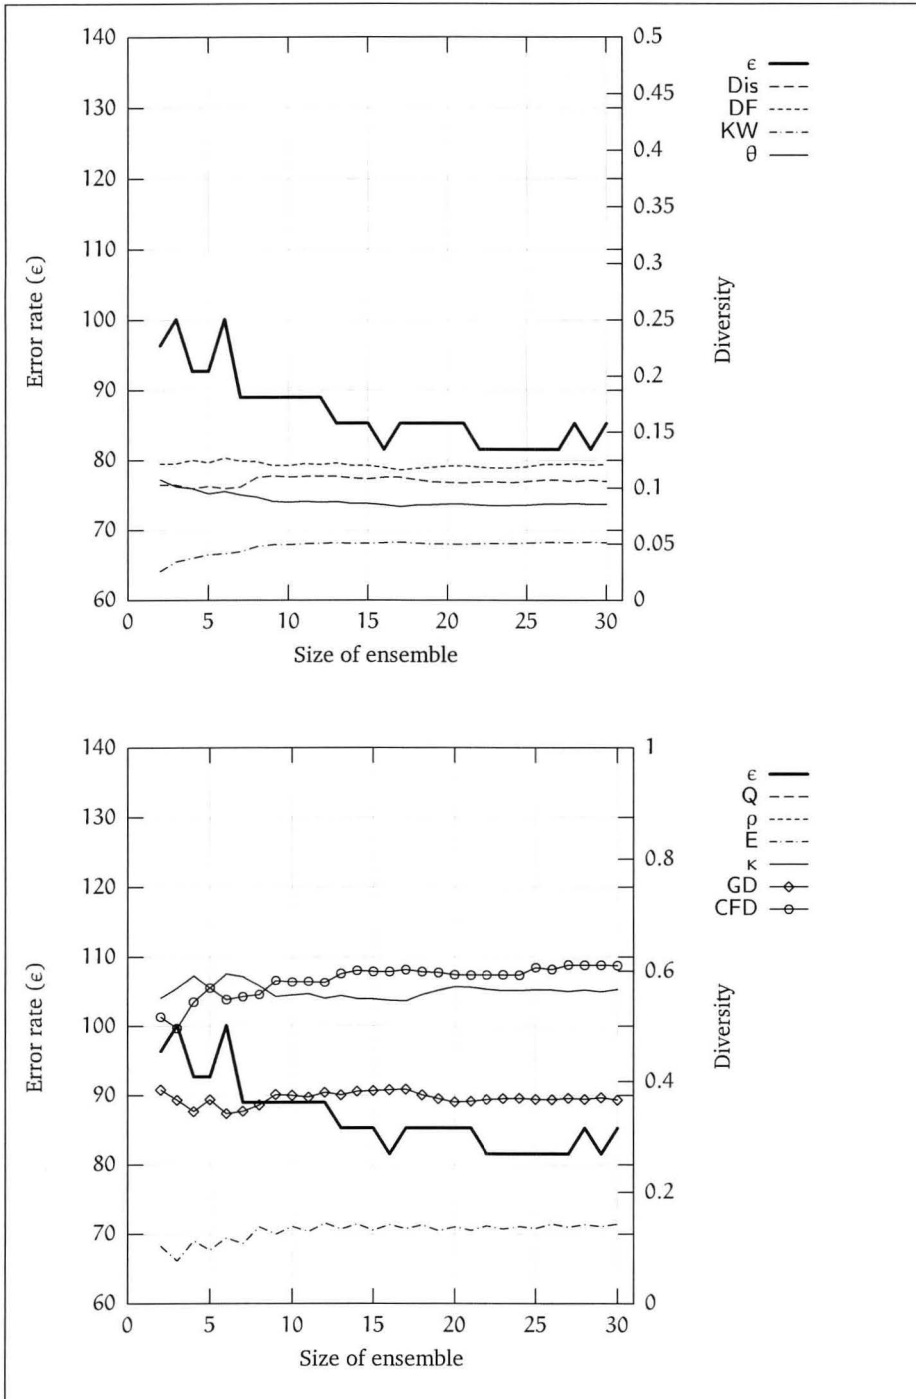 140
130
120
110
100
90
80
70
60
Error rate (ϵ)
0.5
0.45
0.4
0.35
0.3
0.25
0.2
0.15
0.1
0.05
0
Diversity
0 5 10 15 20 25 30
Size of ensemble
ϵ
Dis
DF
KW
θ
140
130
120
110
100
90
80
70
60
Error rate (ϵ)
1
0.8
0.6
0.4
0.2
0
Diversity
0 5 10 15 20 25 30
Size of ensemble
ϵ
Q
ρ
E
κ
GD
CFD